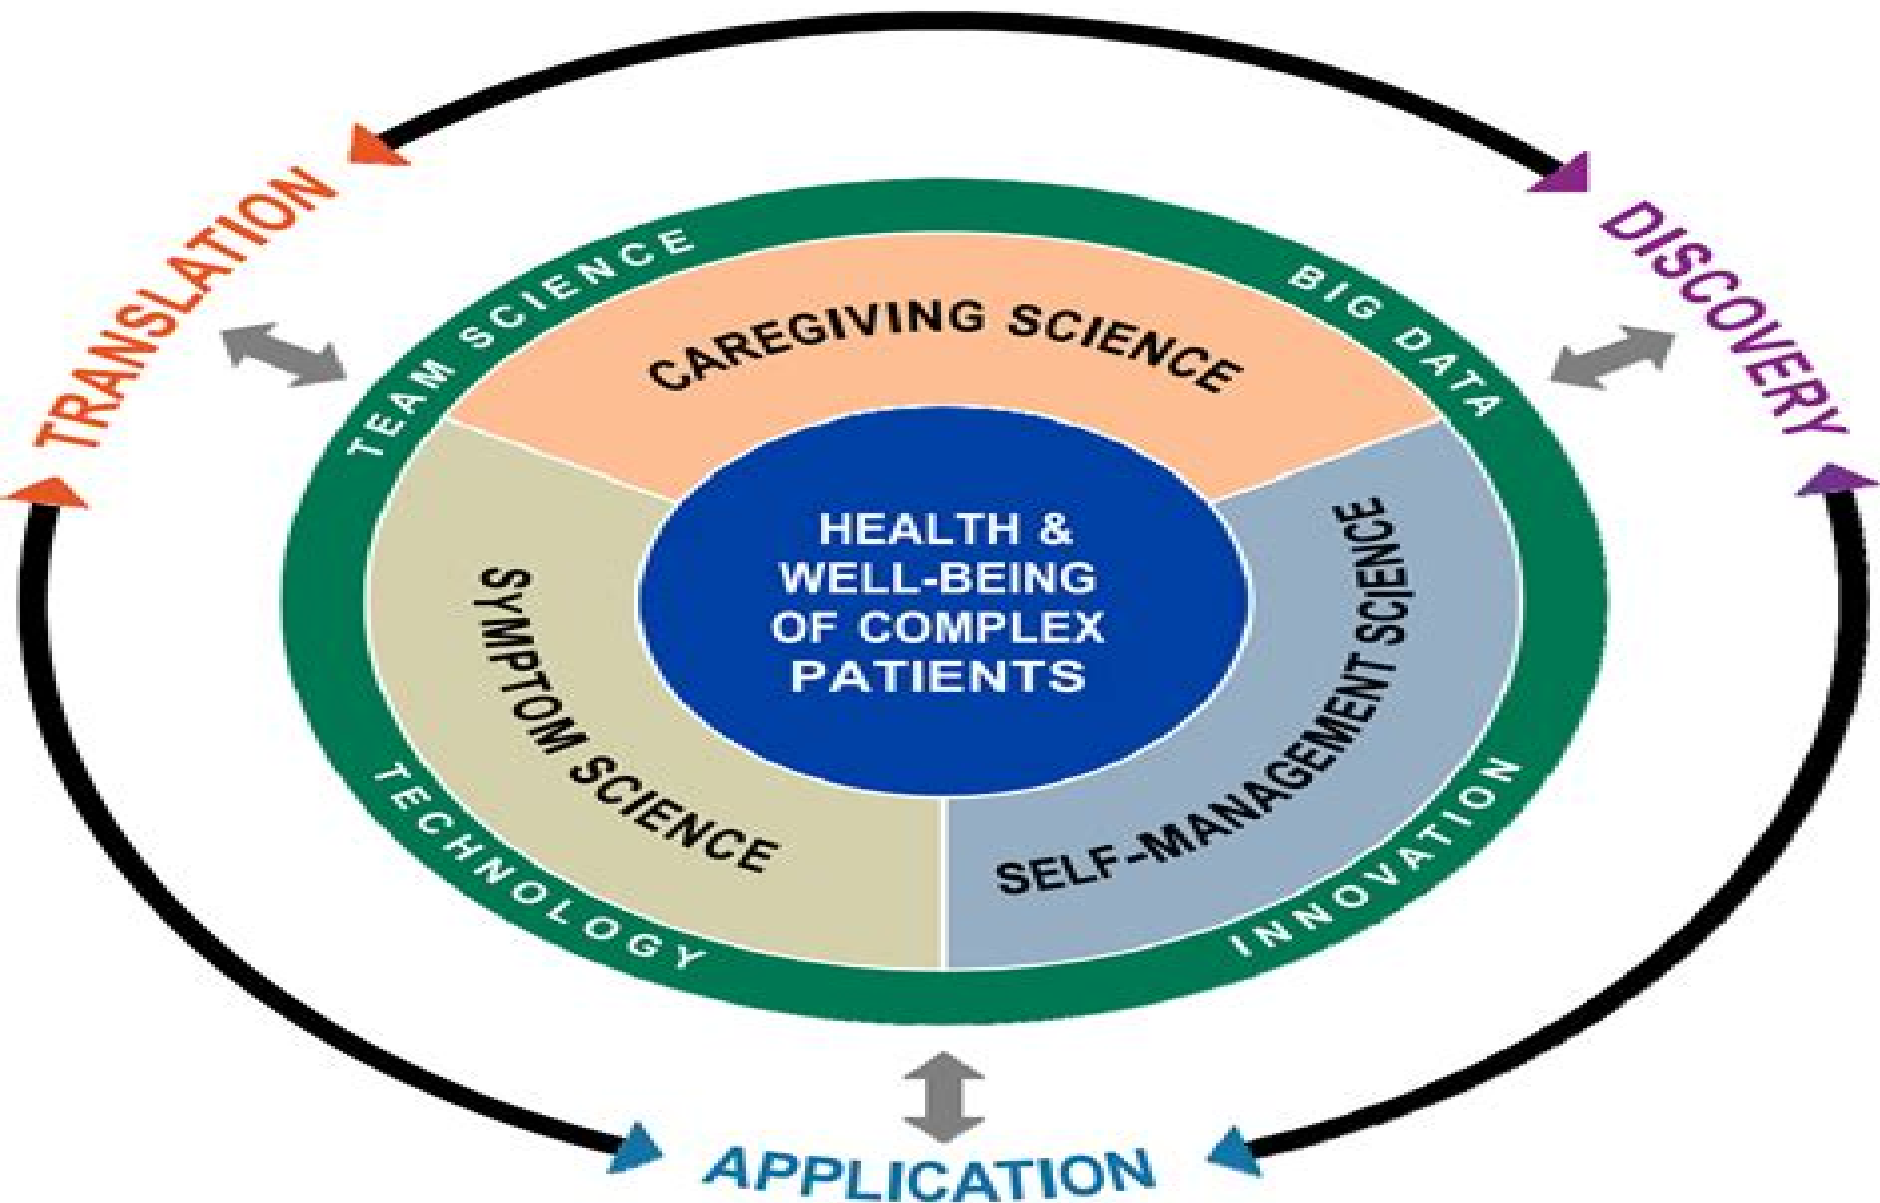 TRANSLATION
DISCOVERY
TEAM SCIENCE
BIG DATA
CAREGIVING SCIENCE
HEALTH &
WELL-BEING
OF COMPLEX
PATIENTS
SYMPTOM SCIENCE
SELF-MANAGEMENT SCIENCE
TECHNOLOGY
INNOVATION
APPLICATION